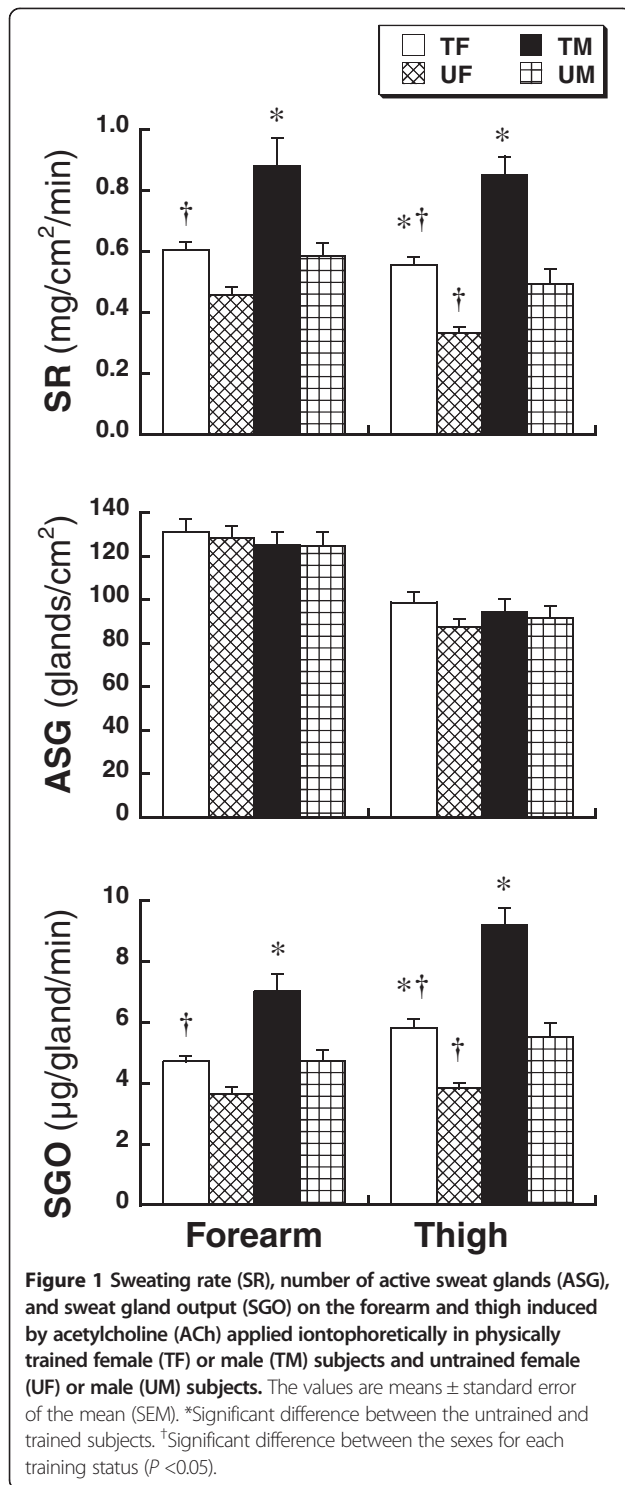 TF TM
UF UM
SR (mg/cm²/min)
1.0
0.8
0.6
0.4
0.2
0.0
†
*
*†
†
*
ASG (glands/cm²)
140
120
100
80
60
40
20
0
SGO (µg/gland/min)
10
8
6
4
2
0
†
*
*†
†
*
Forearm Thigh
Figure 1 Sweating rate (SR), number of active sweat glands (ASG),
and sweat gland output (SGO) on the forearm and thigh induced
by acetylcholine (ACh) applied iontophoretically in physically
trained female (TF) or male (TM) subjects and untrained female
(UF) or male (UM) subjects. The values are means ± standard error
of the mean (SEM). *Significant difference between the untrained and
trained subjects. †Significant difference between the sexes for each
training status (P <0.05).